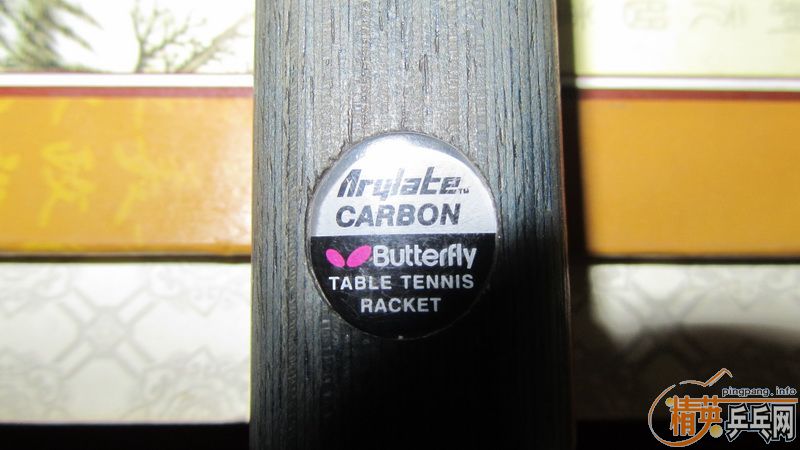 Arylate™
CARBON
Butterfly
TABLE TENNIS
RACKET
pingpang.info
精英乒乓网